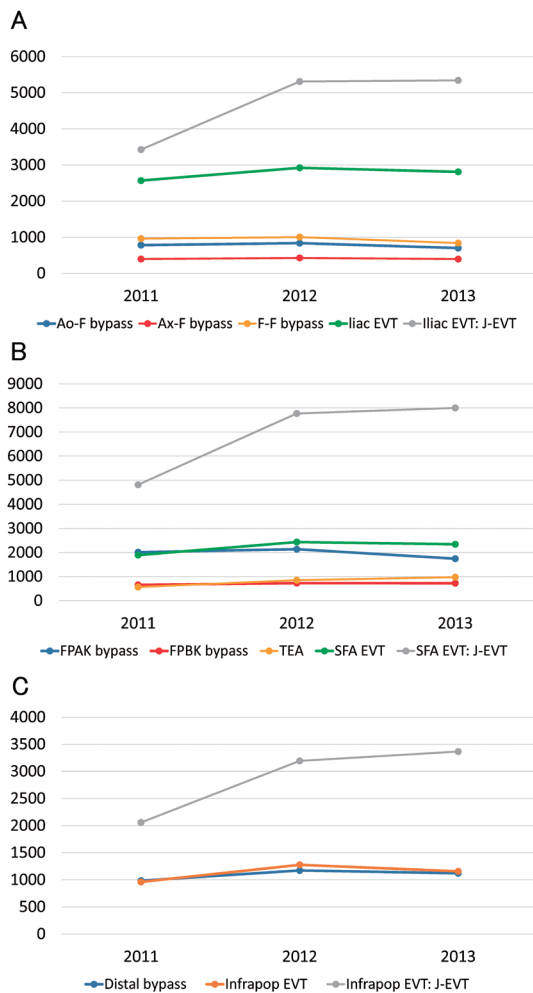 A
6000
5000
4000
3000
2000
1000
0
2011 2012 2013
Ao-F bypass Ax-F bypass F-F bypass liac EVT Iliac EVT: J-EVT
B
9000
8000
7000
6000
5000
4000
3000
2000
1000
0
2011 2012 2013
FPAK bypass FPBK bypass TEA SFA EVT SFA EVT: J-EVT
C
4000
3500
3000
2500
2000
1500
1000
500
0
2011 2012 2013
Distal bypass Infrapop EVT Infrapop EVT: J-EVT